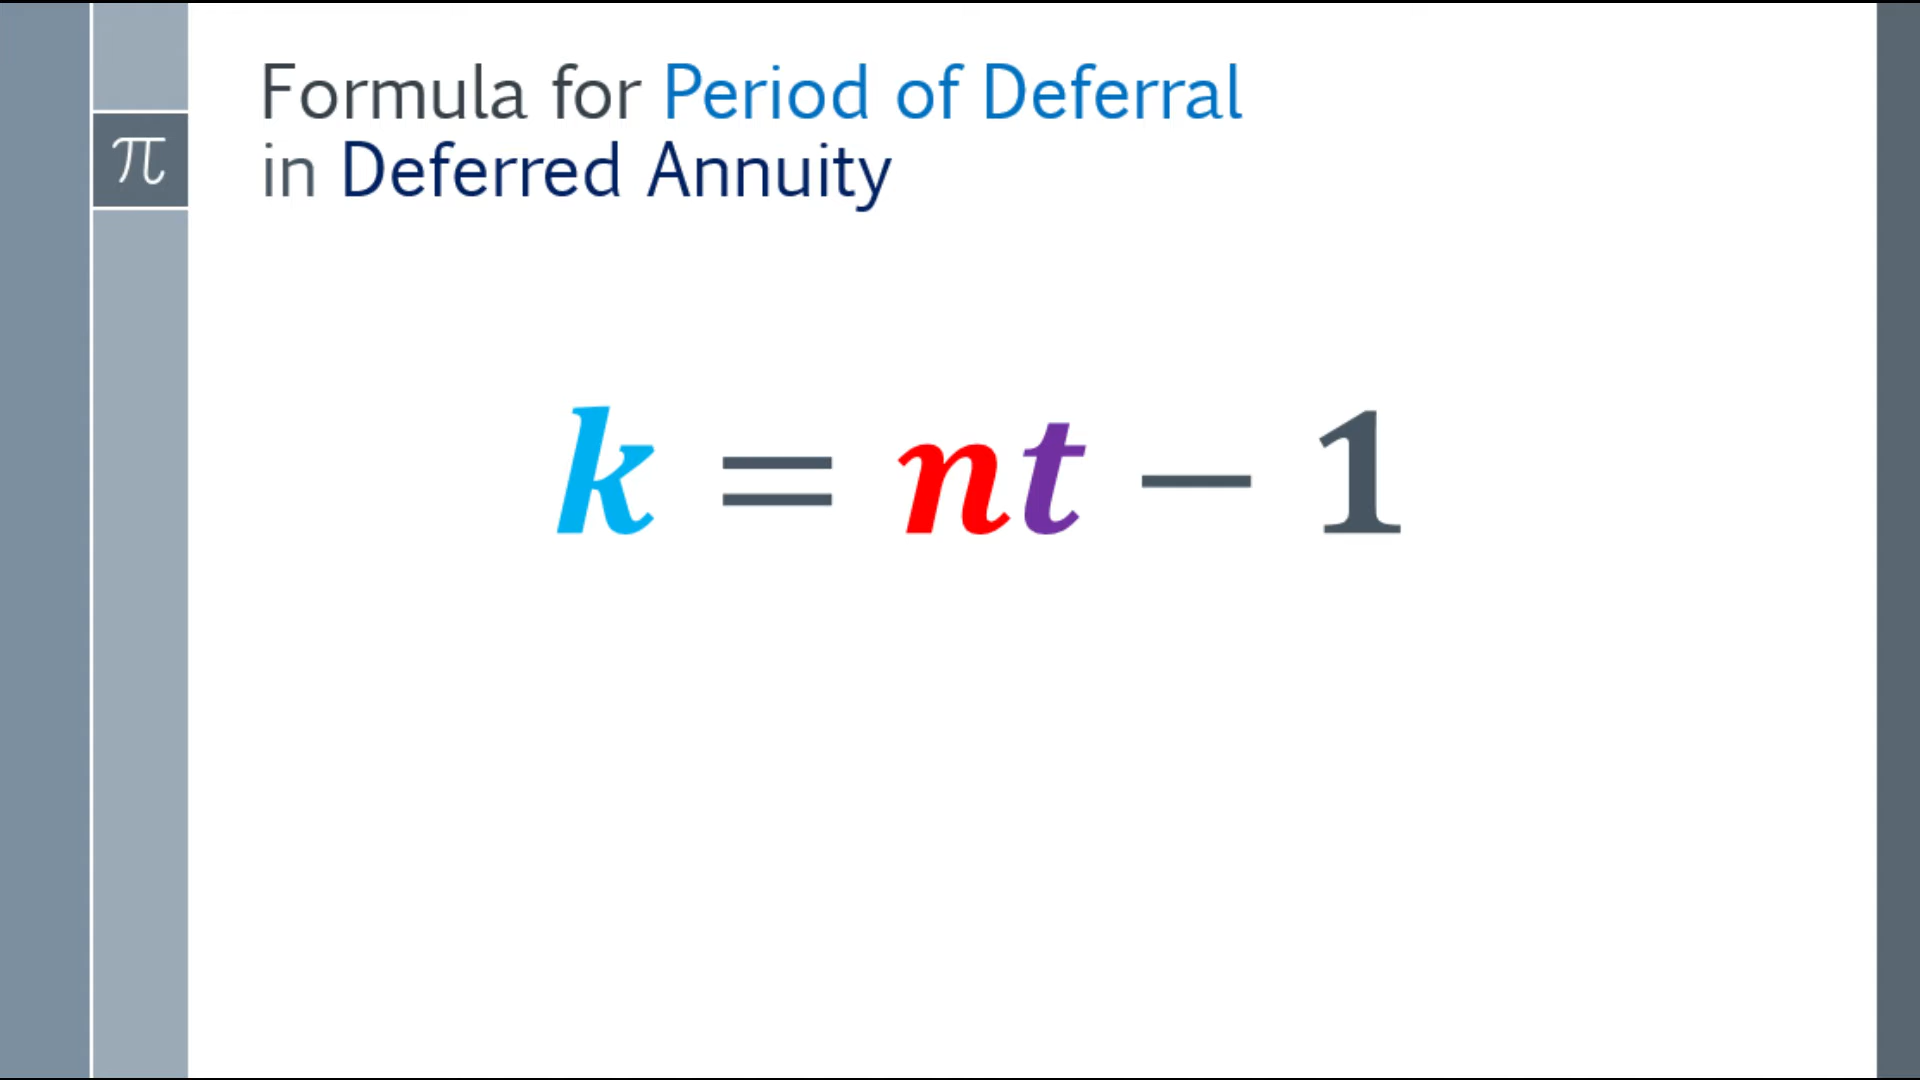 π
Formula for Period of Deferral
in Deferred Annuity
k = nt − 1